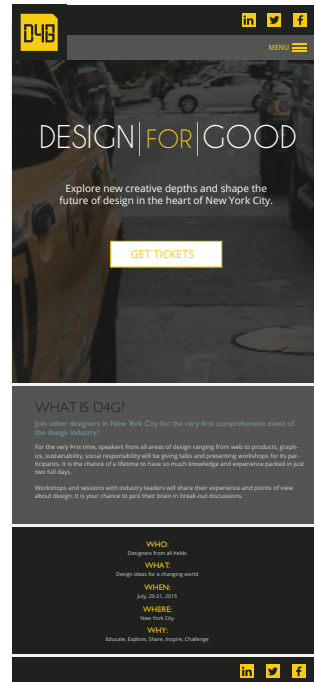 D4G
in f
MENU
DESIGN|FOR|GOOD
Explore new creative depths and shape the
future of design in the heart of New York City.
GET TICKETS
WHAT IS D4G?
Join other designers in New York City for the very first comprehensive event of
the design industry!
For the very first time, speakers from all areas of design ranging from web to products, graph-
ics, sustainability, social responsibility will be giving talks and presenting workshops for its par-
ticipants. It is the chance of a lifetime to have so much knowledge and experience packed in just
two full days.
Workshops and sessions with industry leaders will share their experience and points of view
about design. It is your chance to pick their brain in break-out discussions.
WHO:
Designers from all fields
WHAT:
Design ideas for a changing world
WHEN:
July, 20-21, 2015
WHERE:
New York City
WHY:
Educate, Explore, Share, Inspire, Challenge
in f